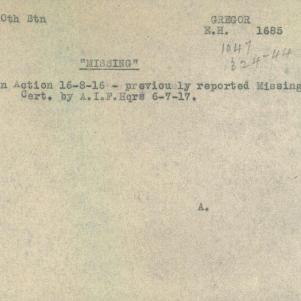 0th Btn GREGOR
E.H. 1685
1047
324-44
"MISSING"
n Action 16-8-16 - previously reported Missing
Cert. by A.I.F.Hqrs 6-7-17.
A.